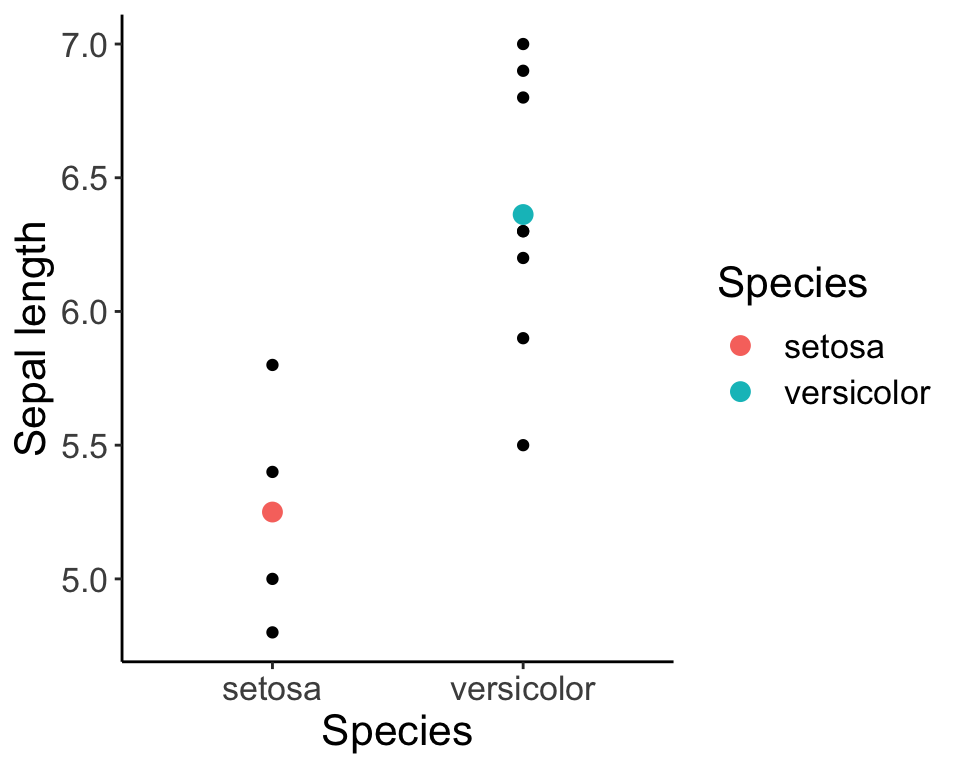 7.0
6.5
6.0
5.5
5.0
Sepal length
setosa versicolor
Species
Species
setosa
versicolor